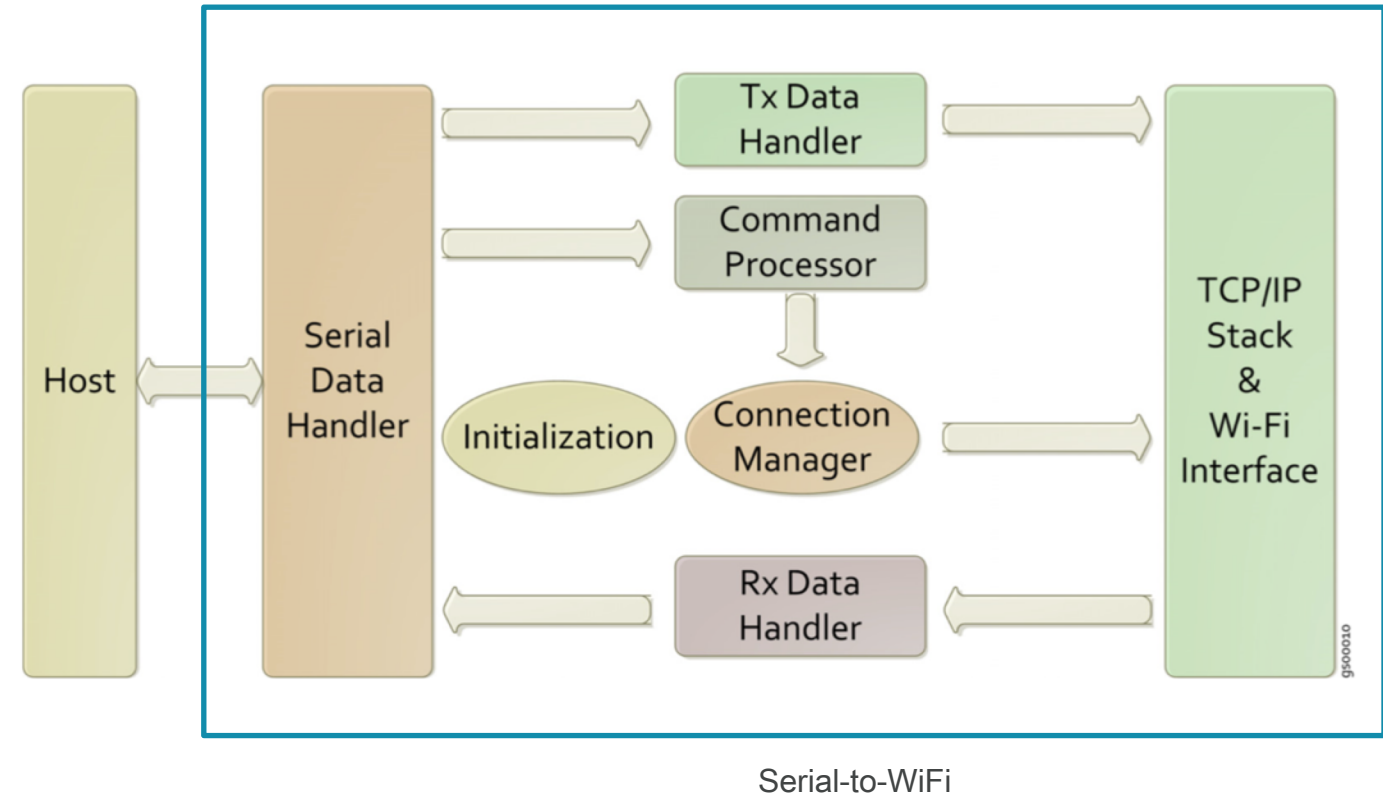 Host
Serial
Data
Handler
Tx Data
Handler
Command
Processor
Initialization
Connection
Manager
Rx Data
Handler
TCP/IP
Stack
&
Wi-Fi
Interface
gs00010
Serial-to-WiFi